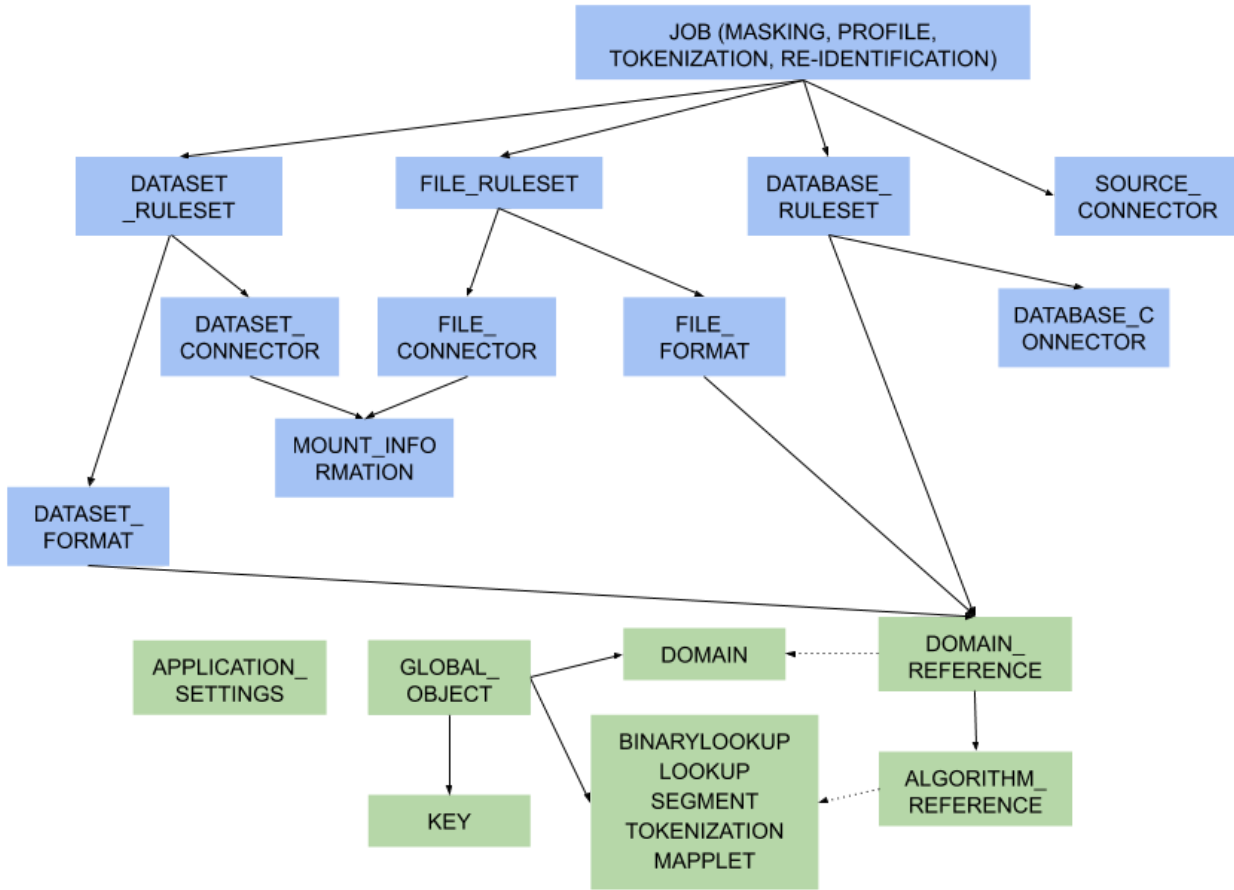 JOB (MASKING, PROFILE,
TOKENIZATION, RE-IDENTIFICATION)
DATASET
_RULESET
FILE_RULESET
DATABASE_
RULESET
SOURCE_
CONNECTOR
DATASET_
CONNECTOR
FILE_
CONNECTOR
FILE_
FORMAT
DATABASE_C
ONNECTOR
MOUNT_INFO
RMATION
DATASET_
FORMAT
APPLICATION_
SETTINGS
GLOBAL_
OBJECT
DOMAIN
DOMAIN_
REFERENCE
KEY
BINARYLOOKUP
LOOKUP
SEGMENT
TOKENIZATION
MAPPLET
ALGORITHM_
REFERENCE